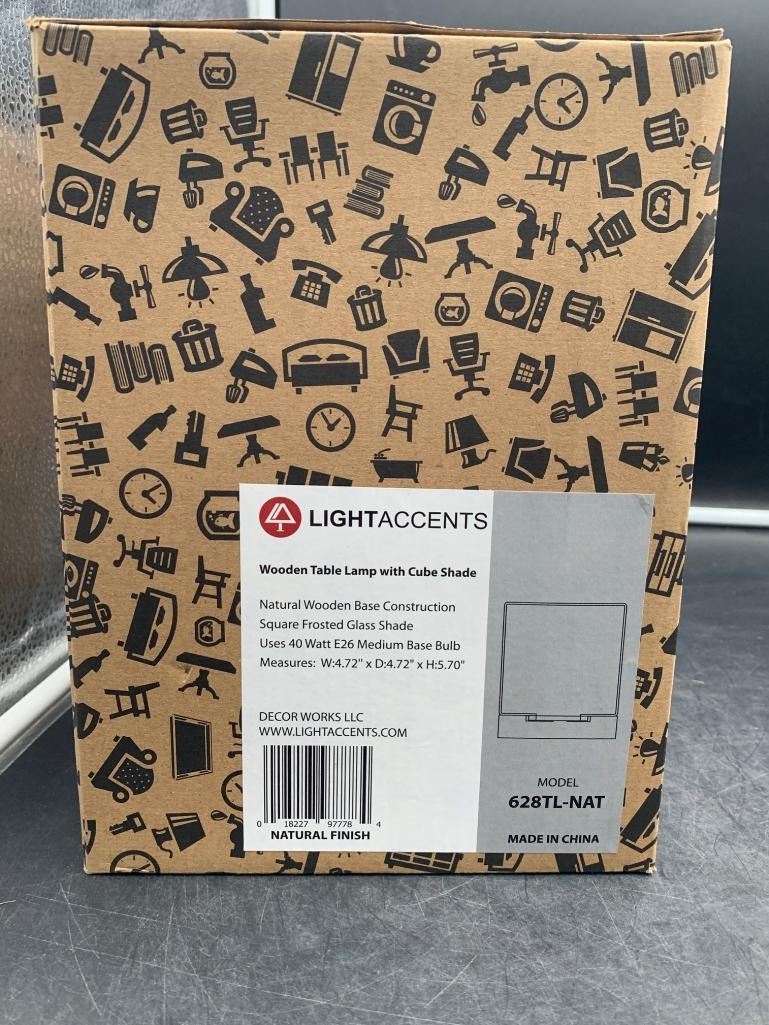 LIGHTACCENTS
Wooden Table Lamp with Cube Shade
Natural Wooden Base Construction
Square Frosted Glass Shade
Uses 40 Watt E26 Medium Base Bulb
Measures: W:4.72" x D:4.72" x H:5.70"
DECOR WORKS LLC
WWW.LIGHTACCENTS.COM
0 18227 97778 4
NATURAL FINISH
MODEL
628TL-NAT
MADE IN CHINA